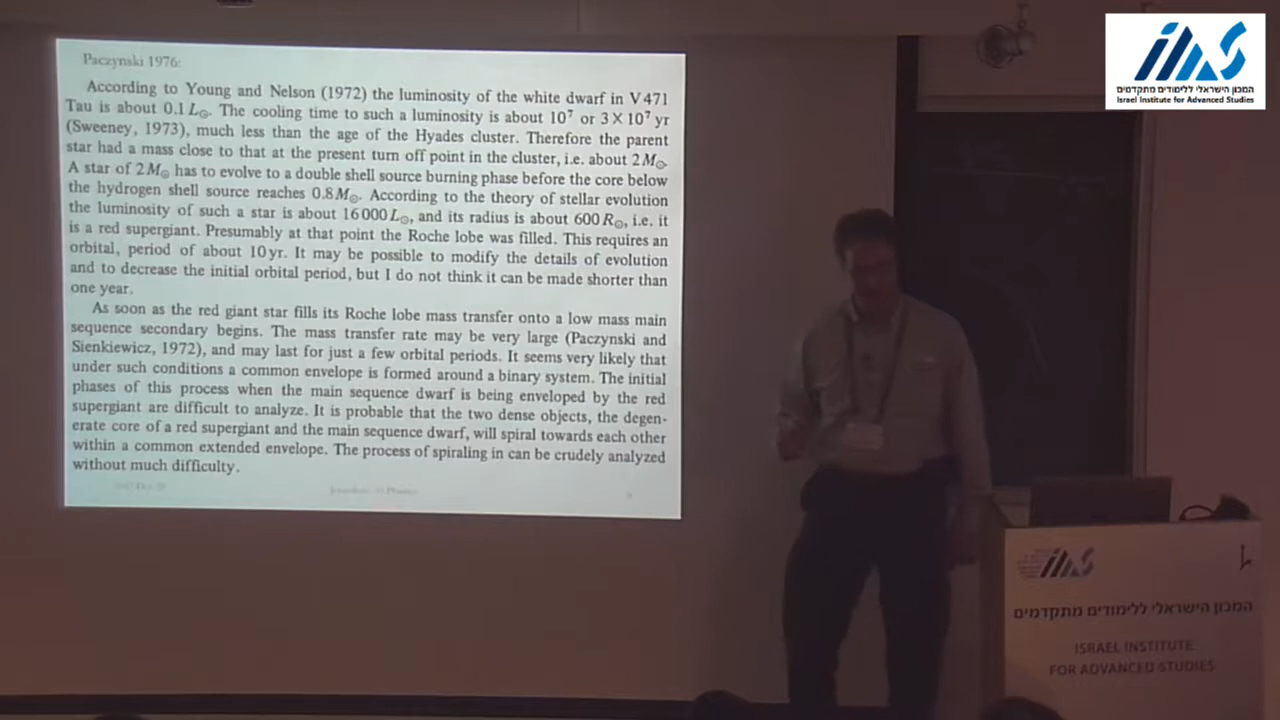 Paczynski 1976:
According to Young and Nelson (1972) the luminosity of the white dwarf in V471
Tau is about 0.1 L☉. The cooling time to such a luminosity is about 10⁷ or 3×10⁷ yr
(Sweeney, 1973), much less than the age of the Hyades cluster. Therefore the parent
star had a mass close to that at the present turn off point in the cluster, i.e. about 2 M☉.
A star of 2 M☉ has to evolve to a double shell source burning phase before the core below
the hydrogen shell source reaches 0.8 M☉. According to the theory of stellar evolution
the luminosity of such a star is about 16 000 L☉, and its radius is about 600 R☉, i.e. it
is a red supergiant. Presumably at that point the Roche lobe was filled. This requires an
orbital, period of about 10 yr. It may be possible to modify the details of evolution
and to decrease the initial orbital period, but I do not think it can be made shorter than
one year.
As soon as the red giant star fills its Roche lobe mass transfer onto a low mass main
sequence secondary begins. The mass transfer rate may be very large (Paczynski and
Sienkiewicz, 1972), and may last for just a few orbital periods. It seems very likely that
under such conditions a common envelope is formed around a binary system. The initial
phases of this process when the main sequence dwarf is being enveloped by the red
supergiant are difficult to analyze. It is probable that the two dense objects, the degen-
erate core of a red supergiant and the main sequence dwarf, will spiral towards each other
within a common extended envelope. The process of spiraling in can be crudely analyzed
without much difficulty.
ias
המכון הישראלי ללימודים מתקדמים
Israel Institute for Advanced Studies
ias
המכון הישראלי ללימודים מתקדמים
ISRAEL INSTITUTE
FOR ADVANCED STUDIES